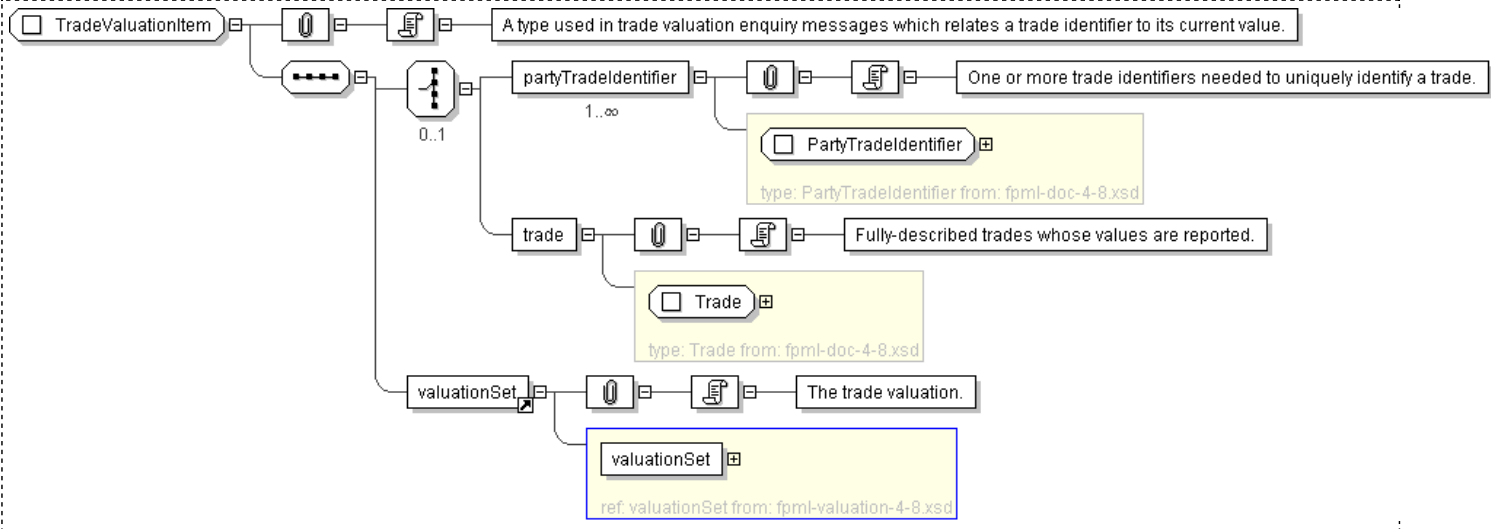 TradeValuationItem
A type used in trade valuation enquiry messages which relates a trade identifier to its current value.
partyTradeIdentifier
One or more trade identifiers needed to uniquely identify a trade.
0..1
1..∞
PartyTradeIdentifier
type: PartyTradeIdentifier from: fpml-doc-4-8.xsd
trade
Fully-described trades whose values are reported.
Trade
type: Trade from: fpml-doc-4-8.xsd
valuationSet
The trade valuation.
valuationSet
ref: valuationSet from: fpml-valuation-4-8.xsd